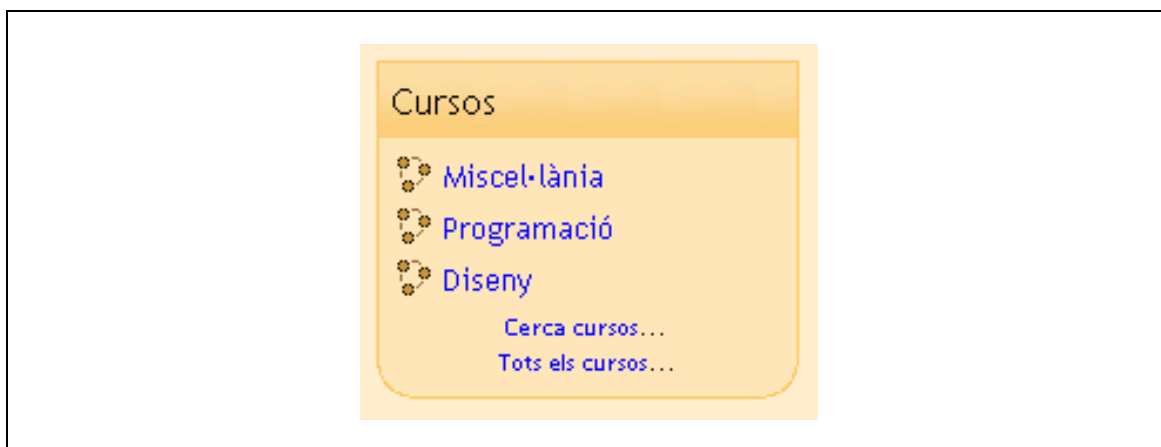 Cursos
Miscel·lània
Programació
Diseny
Cerca cursos...
Tots els cursos...